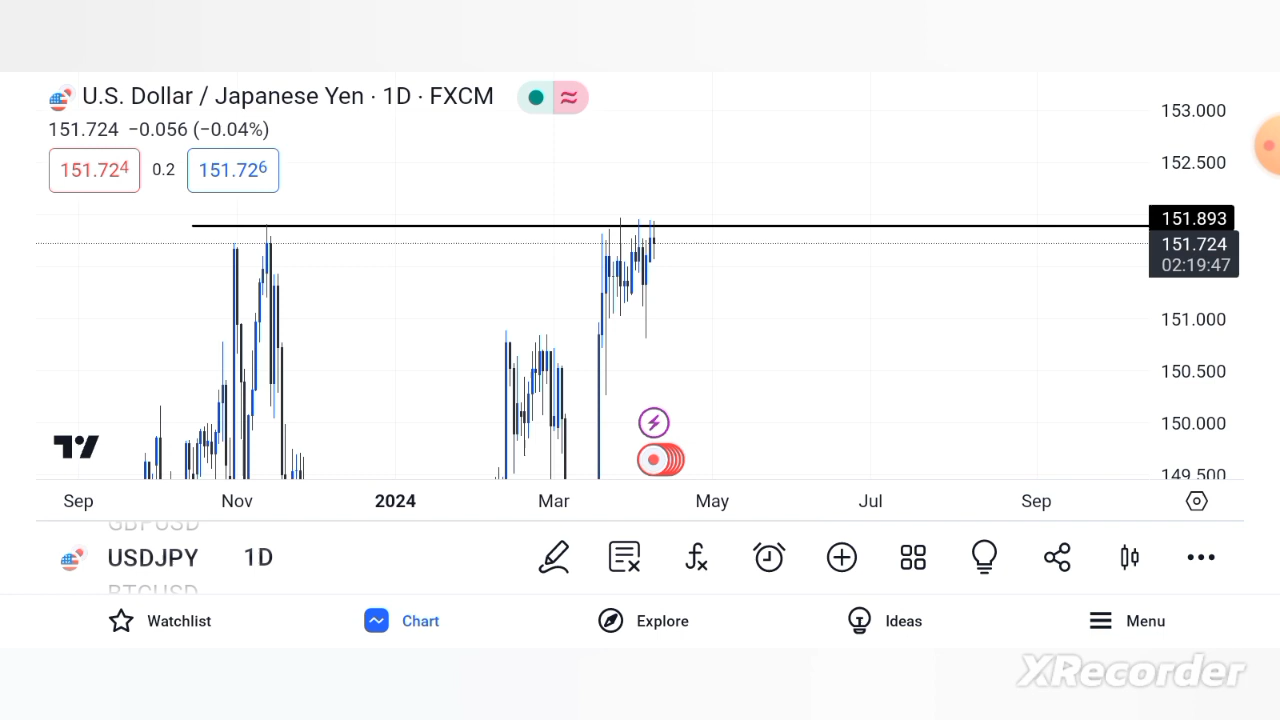 U.S. Dollar / Japanese Yen · 1D · FXCM
151.724 −0.056 (−0.04%)
151.724 0.2 151.726
153.000
152.500
151.893
151.724
02:19:47
151.000
150.500
150.000
149.500
Sep Nov 2024 Mar May Jul Sep
GBPUSD
USDJPY 1D
BTCUSD
Watchlist Chart Explore Ideas Menu
XRecorder